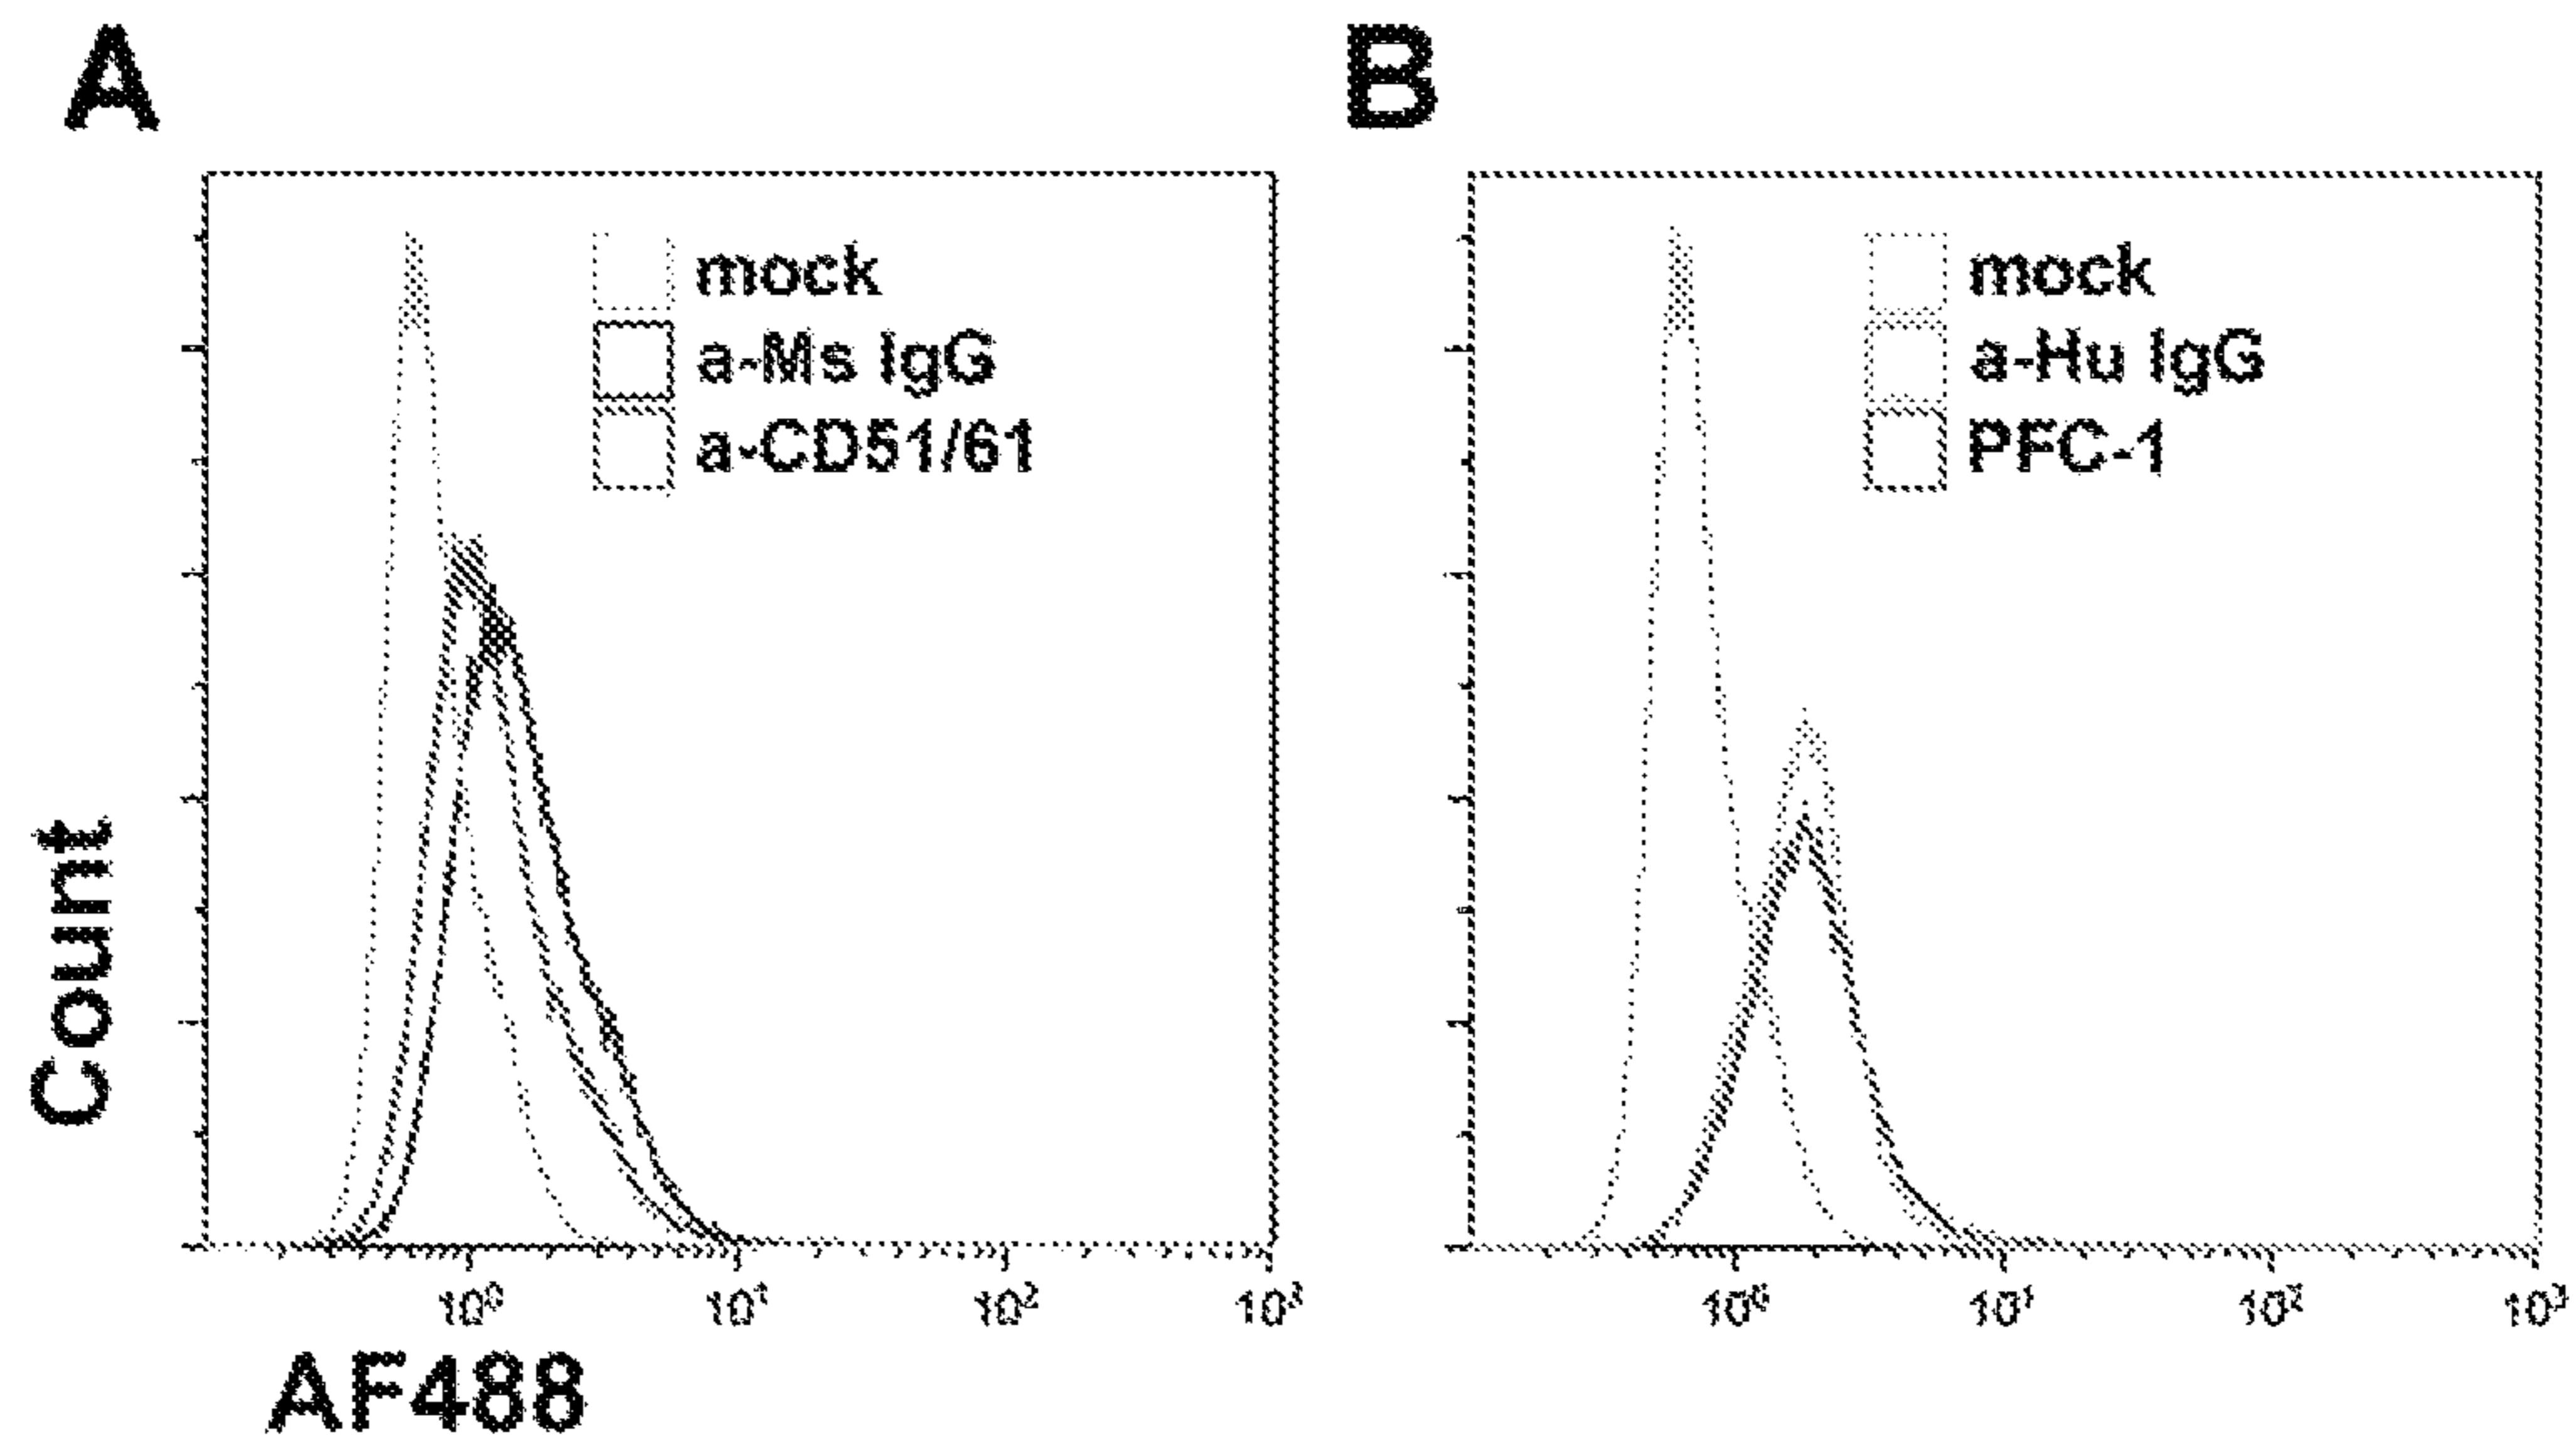 A
B
mock
a-Ms IgG
a-CD51/61
mock
a-Hu IgG
PFC-1
Count
10⁰ 10¹ 10² 10³
10⁰ 10¹ 10² 10³
AF488